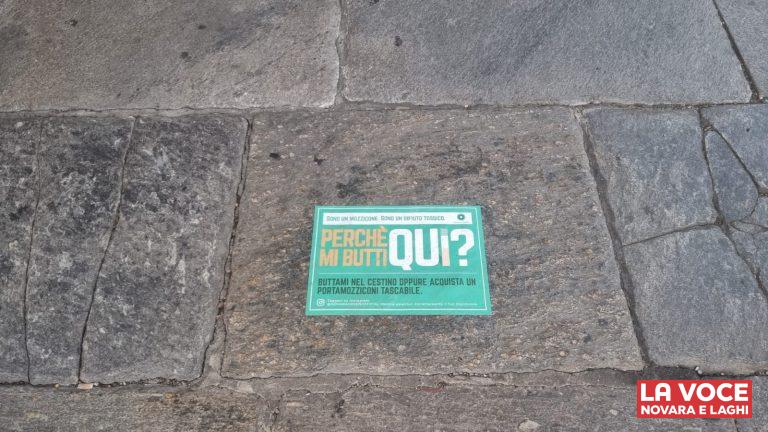 SONO UN MOZZICONE. SONO UN RIFIUTO TOSSICO.
PERCHÈ
MI BUTTI
QUi?
BUTTAMI NEL CESTINO OPPURE ACQUISTA UN
PORTAMOZZICONI TASCABILE.
LA VOCE
NOVARA E LAGHI